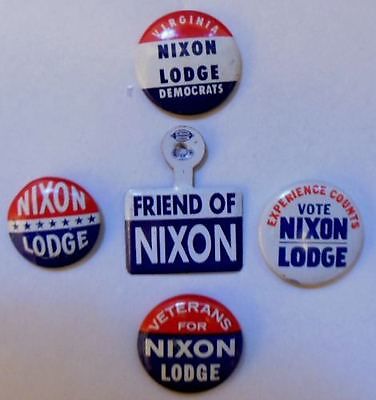 VIRGINIA
NIXON
LODGE
DEMOCRATS
NIXON
LODGE
FRIEND OF
NIXON
EXPERIENCE COUNTS
VOTE
NIXON
LODGE
VETERANS
FOR
NIXON
LODGE